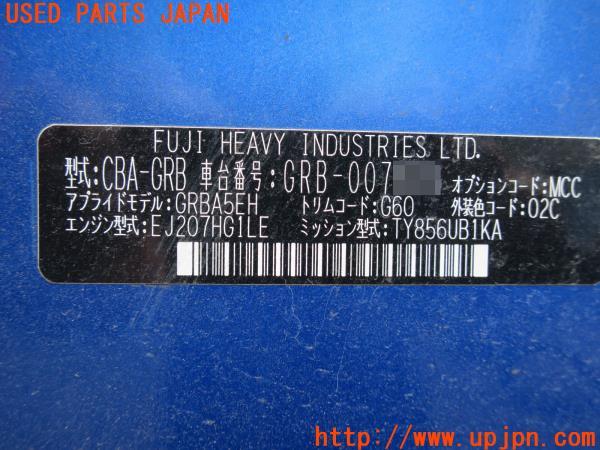 USED PARTS JAPAN
FUJI HEAVY INDUSTRIES LTD.
型式:CBA-GRB 車台番号:GRB-007 オプションコード:MCC
アプライドモデル:GRBA5EH トリムコード:G60 外装色コード:02C
エンジン型式:EJ207HG1LE ミッション型式:TY856UB1KA
http://www.upjpn.com/